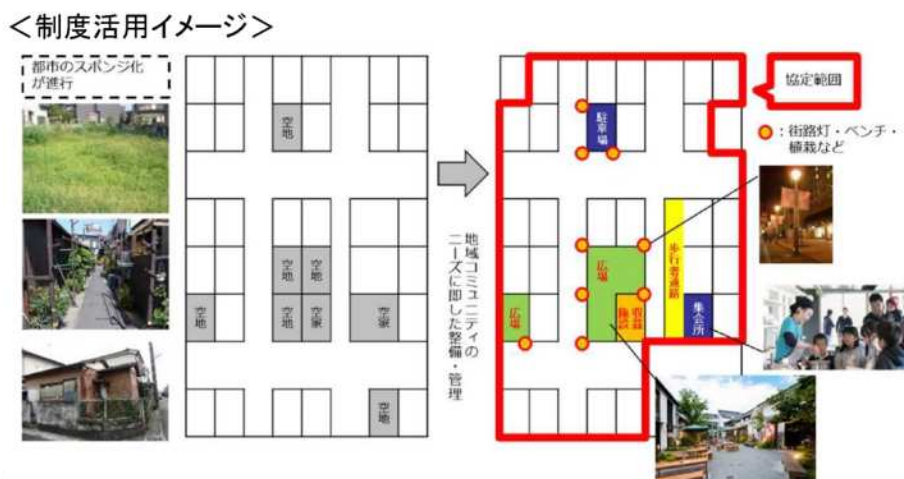 ＜制度活用イメージ＞
都市のスポンジ化
が進行
空地
空地
空地
空地
空地
空家
空家
空地
地域コミュニティの
ニーズに即した整備・管理
協定範囲
：街路灯・ベンチ・
植栽など
駐車場
広場
歩行者通路
広場
収益
施設
集会所